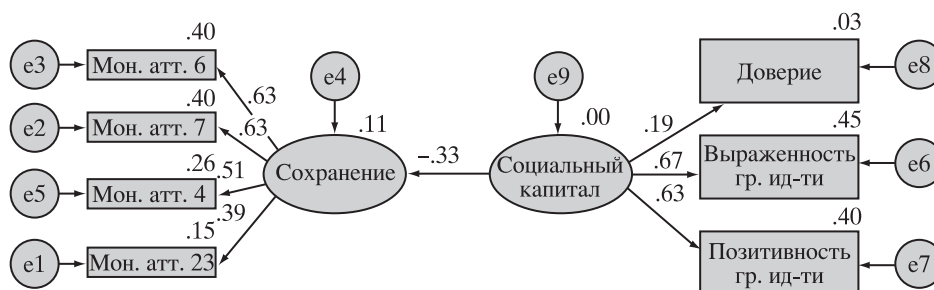 .40
e3
Мон. атт. 6
.63
.40
e2
Мон. атт. 7
.63
.26
.51
e5
Мон. атт. 4
.39
.15
e1
Мон. атт. 23
e4
.11
Сохранение
–.33
e9
.00
Социальный
капитал
.19
.67
.63
.03
Доверие
e8
.45
Выраженность
гр. ид-ти
e6
.40
Позитивность
гр. ид-ти
e7